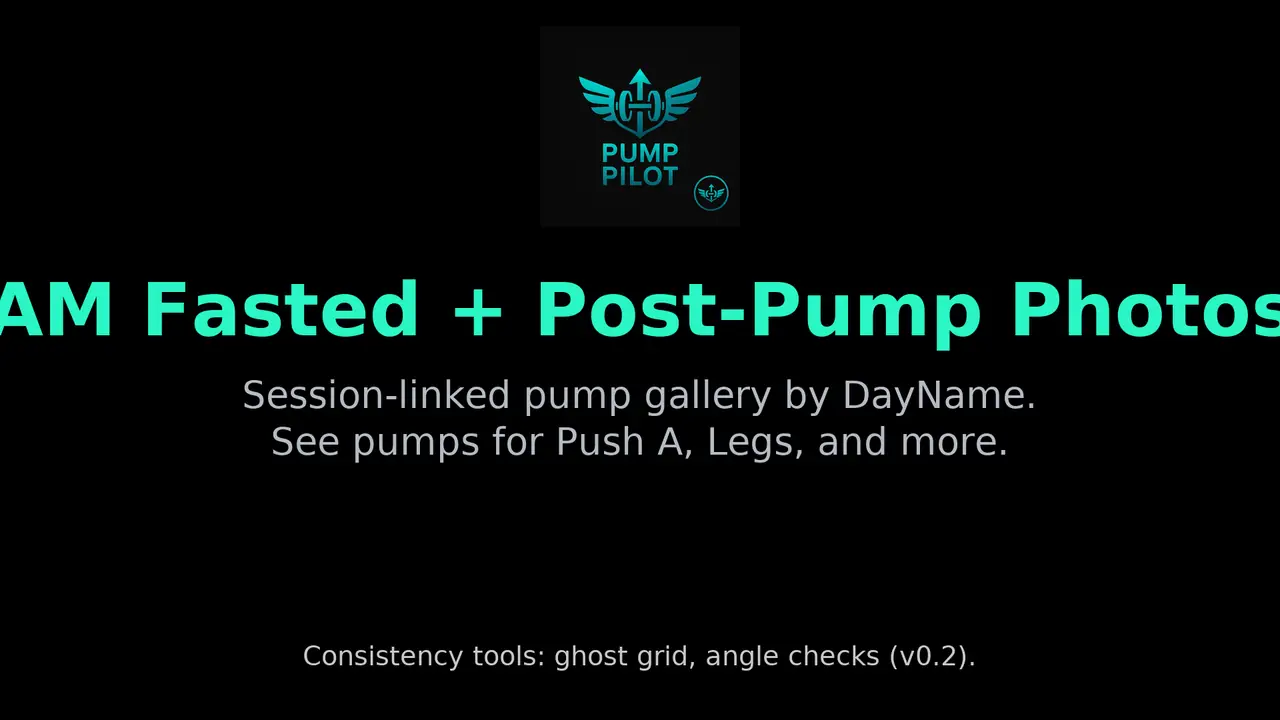 PUMP
PILOT
AM Fasted + Post-Pump Photos
Session-linked pump gallery by DayName.
See pumps for Push A, Legs, and more.
Consistency tools: ghost grid, angle checks (v0.2).